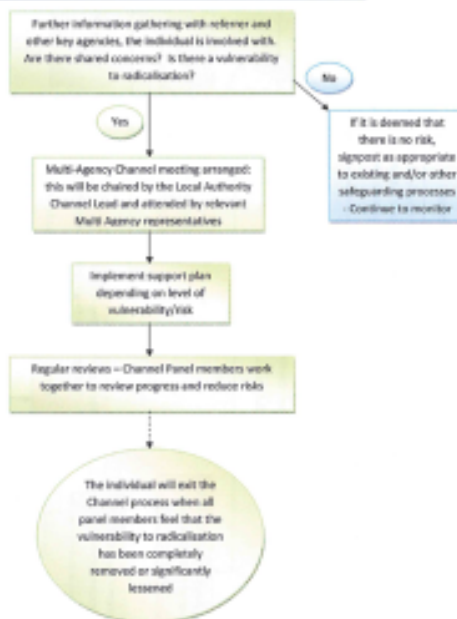 Further information gathering with referrer and
other key agencies, the individual is involved with.
Are there shared concerns? Is there a vulnerability
to radicalisation?
No
Yes
If it is deemed that
there is no risk,
signpost as appropriate
to existing and/or other
safeguarding processes
- Continue to monitor
Multi-Agency Channel meeting arranged:
this will be chaired by the Local Authority
Channel Lead and attended by relevant
Multi Agency representatives
Implement support plan
depending on level of
vulnerability/risk
Regular reviews – Channel Panel members work
together to review progress and reduce risks
The individual will exit the
Channel process when all
panel members feel that the
vulnerability to radicalisation
has been completely
removed or significantly
lessened